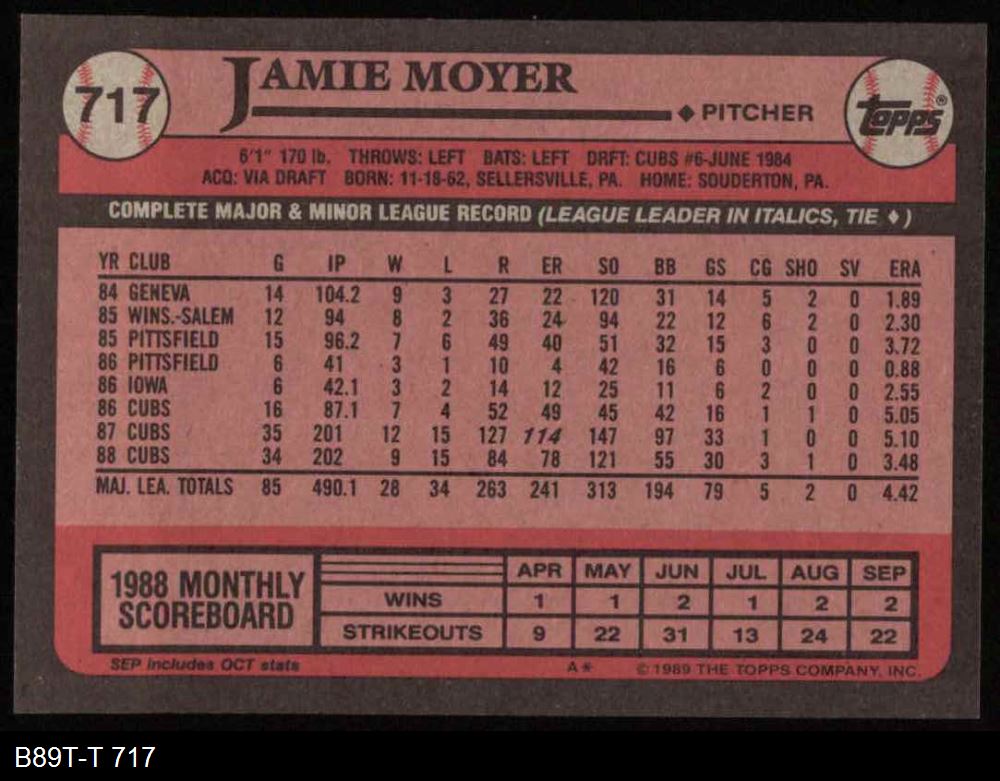 717
JAMIE MOYER
◆ PITCHER
topps®
6'1" 170 lb. THROWS: LEFT BATS: LEFT DRFT: CUBS #6-JUNE 1984
ACQ: VIA DRAFT BORN: 11-18-62, SELLERSVILLE, PA. HOME: SOUDERTON, PA.
COMPLETE MAJOR & MINOR LEAGUE RECORD (LEAGUE LEADER IN ITALICS, TIE ♦)
YR CLUB G IP W L R ER SO BB GS CG SHO SV ERA
84 GENEVA 14 104.2 9 3 27 22 120 31 14 5 2 0 1.89
85 WINS.-SALEM 12 94 8 2 36 24 94 22 12 6 2 0 2.30
85 PITTSFIELD 15 96.2 7 6 49 40 51 32 15 3 0 0 3.72
86 PITTSFIELD 6 41 3 1 10 4 42 16 6 0 0 0 0.88
86 IOWA 6 42.1 3 2 14 12 25 11 6 2 0 0 2.55
86 CUBS 16 87.1 7 4 52 49 45 42 16 1 1 0 5.05
87 CUBS 35 201 12 15 127 114 147 97 33 1 0 0 5.10
88 CUBS 34 202 9 15 84 78 121 55 30 3 1 0 3.48
MAJ. LEA. TOTALS 85 490.1 28 34 263 241 313 194 79 5 2 0 4.42
1988 MONTHLY
SCOREBOARD
APR MAY JUN JUL AUG SEP
WINS 1 1 2 1 2 2
STRIKEOUTS 9 22 31 13 24 22
SEP includes OCT stats
A* © 1989 THE TOPPS COMPANY, INC.
B89T-T 717